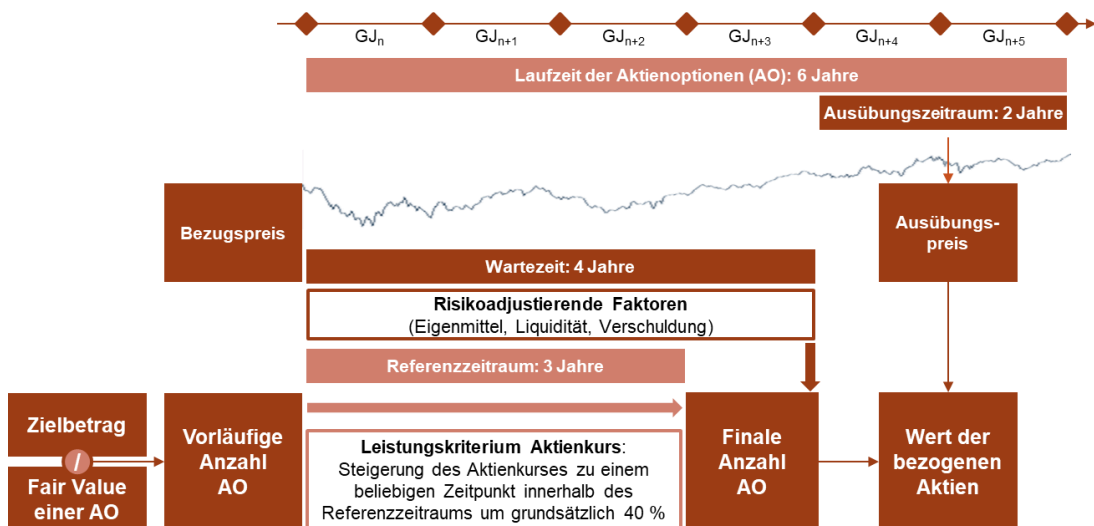 GJn
GJn+1
GJn+2
GJn+3
GJn+4
GJn+5
Laufzeit der Aktienoptionen (AO): 6 Jahre
Ausübungszeitraum: 2 Jahre
Bezugspreis
Ausübungs-
preis
Wartezeit: 4 Jahre
Risikoadjustierende Faktoren
(Eigenmittel, Liquidität, Verschuldung)
Referenzzeitraum: 3 Jahre
Zielbetrag
/
Fair Value
einer AO
Vorläufige
Anzahl
AO
Leistungskriterium Aktienkurs:
Steigerung des Aktienkurses zu einem
beliebigen Zeitpunkt innerhalb des
Referenzzeitraums um grundsätzlich 40 %
Finale
Anzahl
AO
Wert der
bezogenen
Aktien